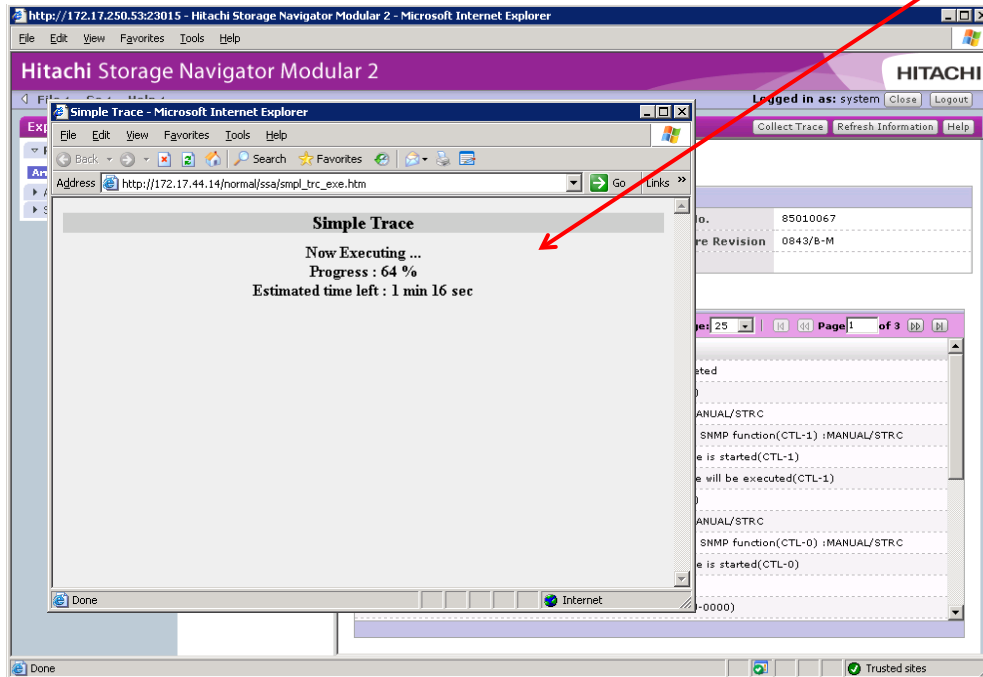 http://172.17.250.53:23015 - Hitachi Storage Navigator Modular 2 - Microsoft Internet Explorer
File Edit View Favorites Tools Help
Hitachi Storage Navigator Modular 2
HITACHI
Logged in as: system Close Logout
Collect Trace Refresh Information Help
Simple Trace - Microsoft Internet Explorer
File Edit View Favorites Tools Help
Back Search Favorites
Address http://172.17.44.14/normal/ssa/smpl_trc_exe.htm Go Links »
Simple Trace
Now Executing ...
Progress : 64 %
Estimated time left : 1 min 16 sec
Done Internet
85010067
Revision 0843/B-M
25 Page 1 of 3
ANUAL/STRC
SNMP function(CTL-1) :MANUAL/STRC
e is started(CTL-1)
e will be executed(CTL-1)
ANUAL/STRC
SNMP function(CTL-0) :MANUAL/STRC
e is started(CTL-0)
-0000)
Done Trusted sites